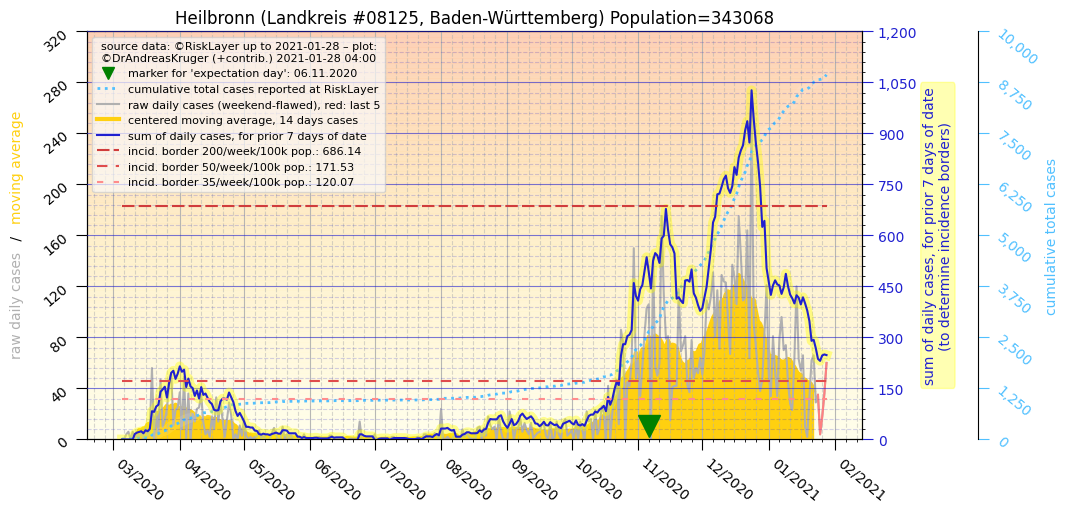 Heilbronn (Landkreis #08125, Baden-Württemberg) Population=343068
source data: ©RiskLayer up to 2021-01-28 – plot:
©DrAndreasKruger (+contrib.) 2021-01-28 04:00
marker for 'expectation day': 06.11.2020
cumulative total cases reported at RiskLayer
raw daily cases (weekend-flawed), red: last 5
centered moving average, 14 days cases
sum of daily cases, for prior 7 days of date
incid. border 200/week/100k pop.: 686.14
incid. border 50/week/100k pop.: 171.53
incid. border 35/week/100k pop.: 120.07
raw daily cases / moving average
320
280
240
200
160
120
80
40
0
03/2020
04/2020
05/2020
06/2020
07/2020
08/2020
09/2020
10/2020
11/2020
12/2020
01/2021
02/2021
1,200
1,050
900
750
600
450
300
150
0
sum of daily cases, for prior 7 days of date
(to determine incidence borders)
10,000
8,750
7,500
6,250
5,000
3,750
2,500
1,250
0
cumulative total cases